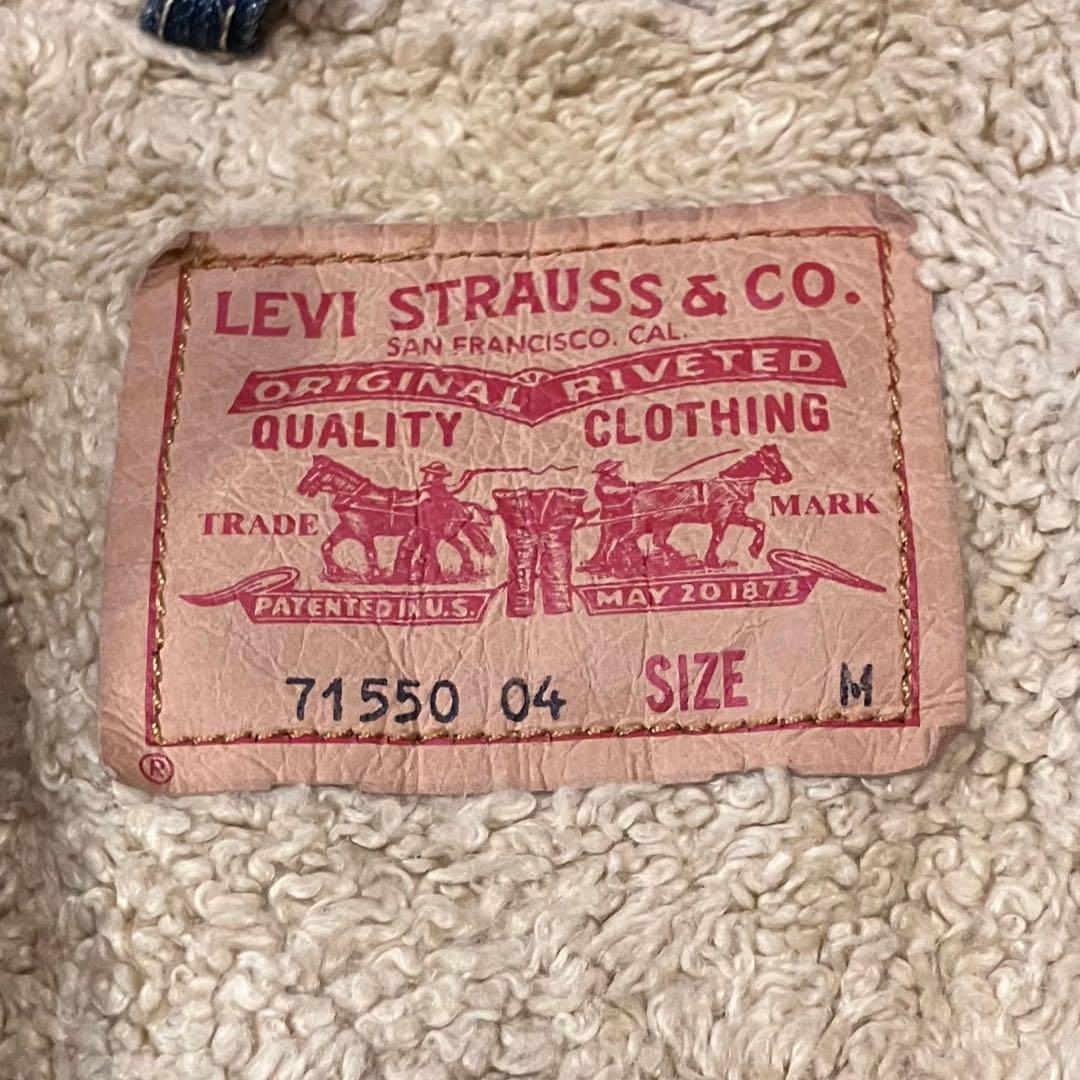 LEVI STRAUSS & CO.
SAN FRANCISCO, CAL.
ORIGINAL RIVETED
QUALITY CLOTHING
TRADE MARK
PATENTED IN U.S. MAY 20 1873
71550 04 SIZE M
®